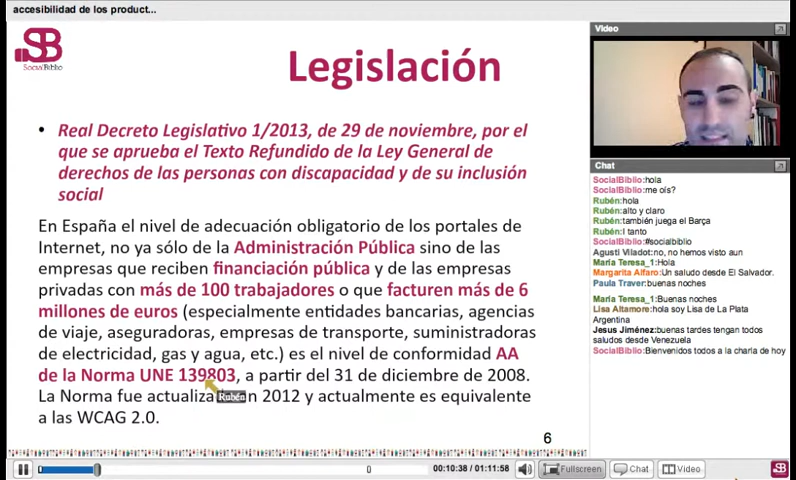 accesibilidad de los product...
SB
SocialBiblio
Legislación
• Real Decreto Legislativo 1/2013, de 29 de noviembre, por el
que se aprueba el Texto Refundido de la Ley General de
derechos de las personas con discapacidad y de su inclusión
social
En España el nivel de adecuación obligatorio de los portales de
Internet, no ya sólo de la Administración Pública sino de las
empresas que reciben financiación pública y de las empresas
privadas con más de 100 trabajadores o que facturen más de 6
millones de euros (especialmente entidades bancarias, agencias
de viaje, aseguradoras, empresas de transporte, suministradoras
de electricidad, gas y agua, etc.) es el nivel de conformidad AA
de la Norma UNE 139803, a partir del 31 de diciembre de 2008.
La Norma fue actualiza Rubén n 2012 y actualmente es equivalente
a las WCAG 2.0.
6
Video
Chat
SocialBiblio:hola
SocialBiblio:me oís?
Rubén:hola
Rubén:alto y claro
Rubén:también juega el Barça
Rubén:I tanto
SocialBiblio:#socialbiblio
Agusti Viladot:no, no hemos visto aun
María Teresa_1:Hola
Margarita Alfaro:Un saludo desde El Salvador.
Paula Traver:buenas noches
María Teresa_1:Buenas noches
Lisa Altamore:hola soy Lisa de La Plata
Argentina
Jesus Jiménez:buenas tardes tengan todos
saludos desde Venezuela
SocialBiblio:Bienvenidos todos a la charla de hoy
00:10:38 / 01:11:58
Fullscreen
Chat
Video
SB